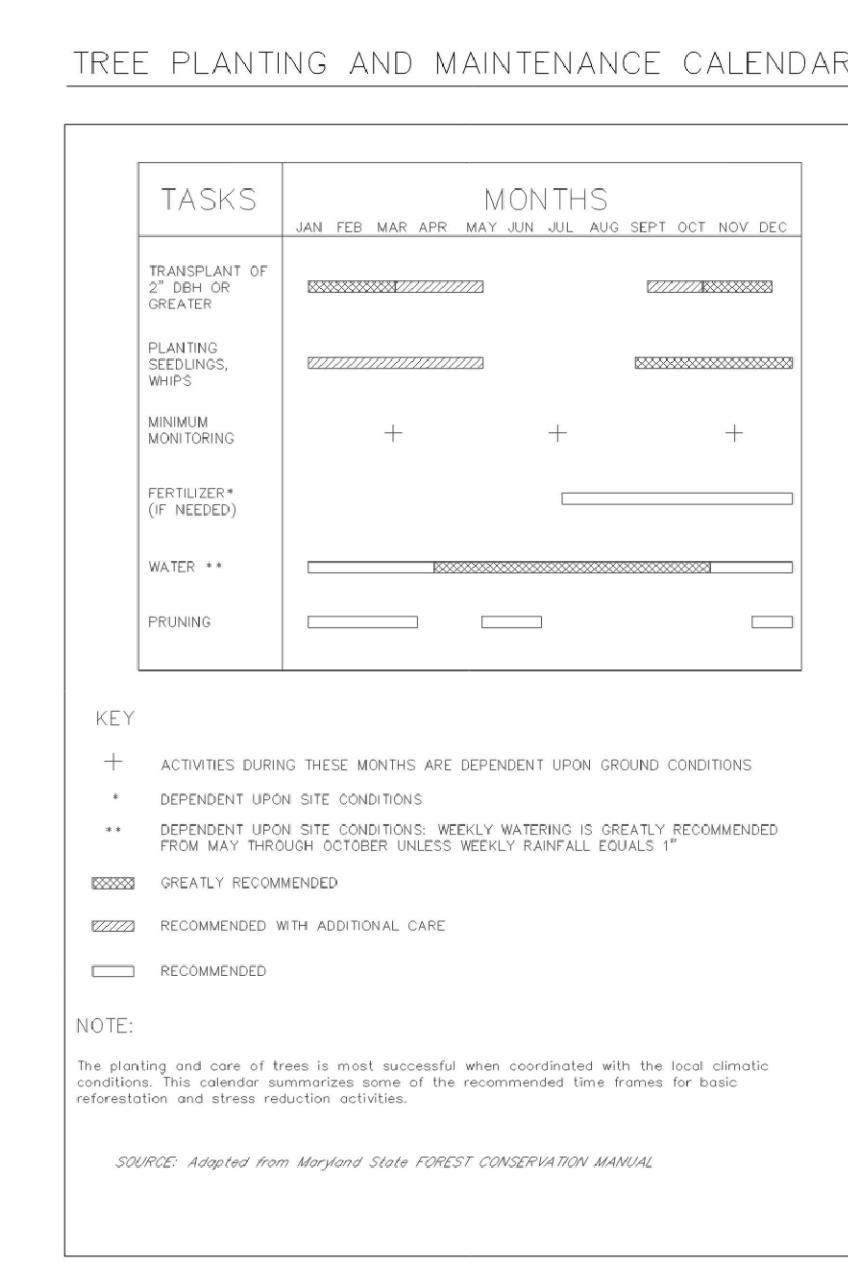 TREE PLANTING AND MAINTENANCE CALENDAR
TASKS
MONTHS
JAN FEB MAR APR MAY JUN JUL AUG SEPT OCT NOV DEC
TRANSPLANT OF
2" DBH OR
GREATER
PLANTING
SEEDLINGS,
WHIPS
MINIMUM
MONITORING
+ + +
FERTILIZER*
(IF NEEDED)
WATER **
PRUNING
KEY
+ ACTIVITIES DURING THESE MONTHS ARE DEPENDENT UPON GROUND CONDITIONS
* DEPENDENT UPON SITE CONDITIONS
** DEPENDENT UPON SITE CONDITIONS: WEEKLY WATERING IS GREATLY RECOMMENDED
FROM MAY THROUGH OCTOBER UNLESS WEEKLY RAINFALL EQUALS 1"
GREATLY RECOMMENDED
RECOMMENDED WITH ADDITIONAL CARE
RECOMMENDED
NOTE:
The planting and care of trees is most successful when coordinated with the local climatic
conditions. This calendar summarizes some of the recommended time frames for basic
reforestation and stress reduction activities.
SOURCE: Adapted from Maryland State FOREST CONSERVATION MANUAL